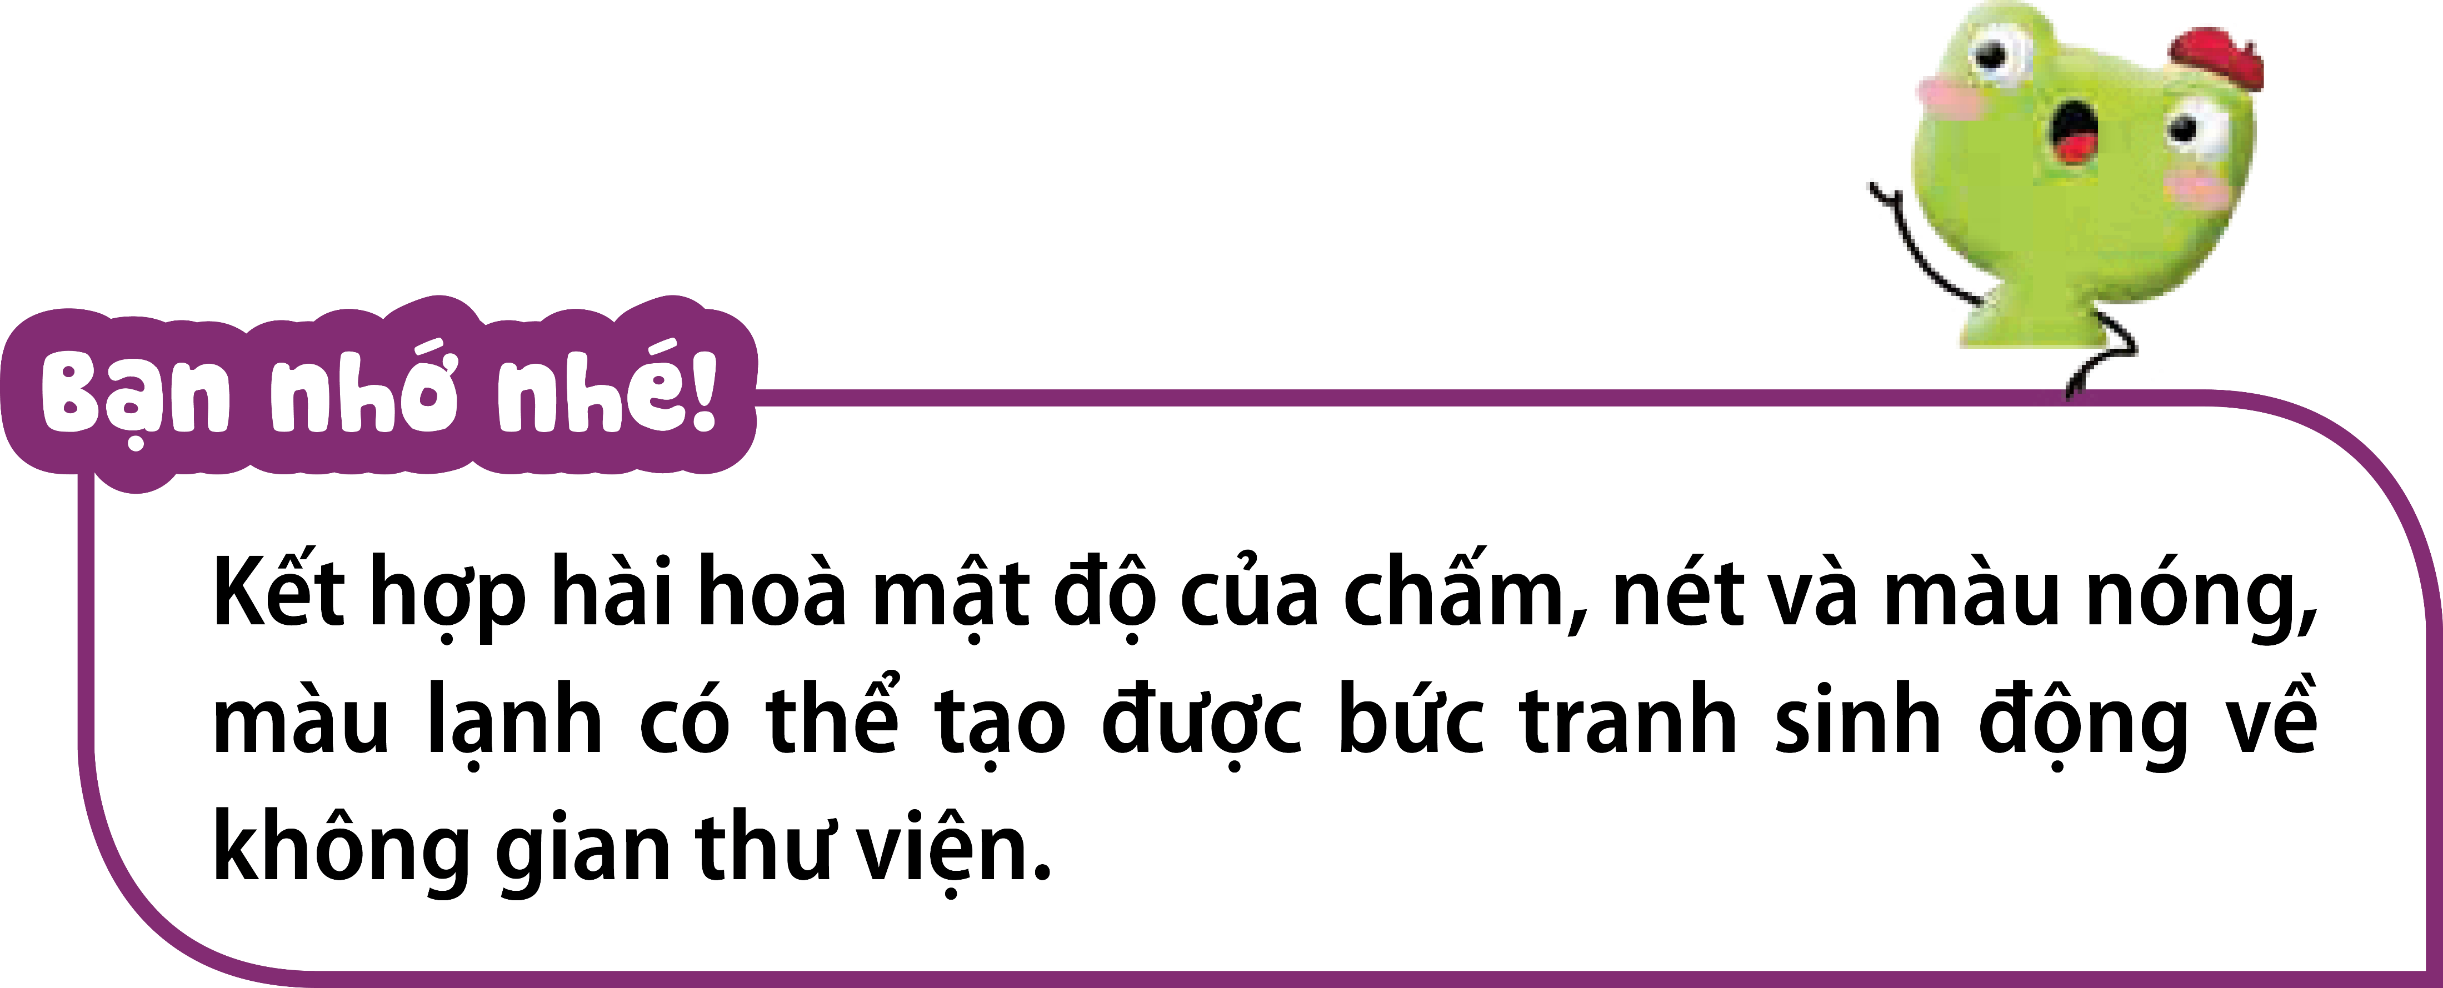 Bạn nhớ nhé!
Kết hợp hài hoà mật độ của chấm, nét và màu nóng,
màu lạnh có thể tạo được bức tranh sinh động về
không gian thư viện.